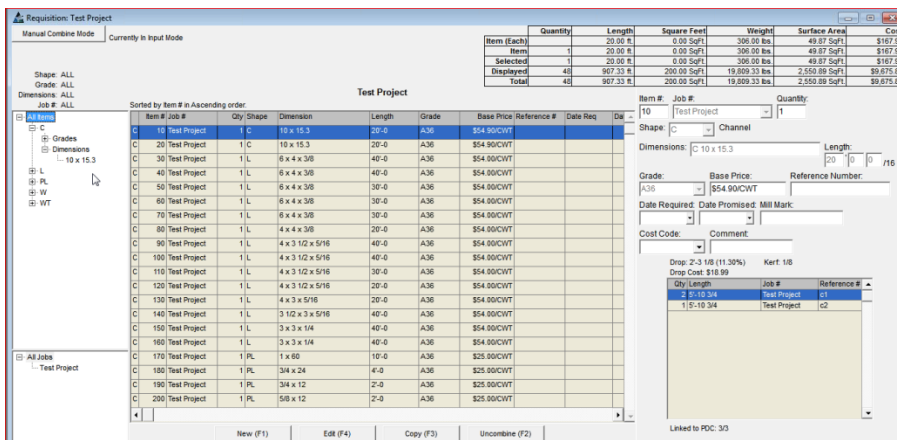 Requisition: Test Project
Manual Combine Mode
Currently In Input Mode
Quantity Length Square Feet Weight Surface Area
Item (Each) 20.00 ft. 0.00 SqFt. 306.00 lbs. 49.87 SqFt. $167.9
Item 1 20.00 ft. 0.00 SqFt. 306.00 lbs. 49.87 SqFt. $167.9
Selected 1 20.00 ft. 0.00 SqFt. 306.00 lbs. 49.87 SqFt. $167.9
Displayed 48 907.33 ft. 200.00 SqFt. 19,809.33 lbs. 2,550.89 SqFt. $9,675.8
Total 48 907.33 ft. 200.00 SqFt. 19,809.33 lbs. 2,550.89 SqFt. $9,675.8
Shape: ALL
Grade: ALL
Dimensions: ALL
Job #: ALL
Test Project
Sorted by Item # in Ascending order.
All Items
C
Grades
Dimensions
10 x 15.3
L
PL
W
WT
All Jobs
Test Project
Item # Job # Qty Shape Dimension Length Grade Base Price Reference # Date Req
C 10 Test Project 1 C 10 x 15.3 20'-0 A36 $54.90/CWT
C 20 Test Project 1 C 10 x 15.3 20'-0 A36 $54.90/CWT
C 30 Test Project 1 L 6 x 4 x 3/8 40'-0 A36 $54.00/CWT
C 40 Test Project 1 L 6 x 4 x 3/8 40'-0 A36 $54.00/CWT
C 50 Test Project 1 L 6 x 4 x 3/8 30'-0 A36 $54.00/CWT
C 60 Test Project 1 L 6 x 4 x 3/8 30'-0 A36 $54.00/CWT
C 70 Test Project 1 L 6 x 4 x 3/8 30'-0 A36 $54.00/CWT
C 80 Test Project 1 L 4 x 4 x 3/8 20'-0 A36 $54.00/CWT
C 90 Test Project 1 L 4 x 3 1/2 x 5/16 40'-0 A36 $54.00/CWT
C 100 Test Project 1 L 4 x 3 1/2 x 5/16 40'-0 A36 $54.00/CWT
C 110 Test Project 1 L 4 x 3 1/2 x 5/16 30'-0 A36 $54.00/CWT
C 120 Test Project 1 L 4 x 3 1/2 x 5/16 20'-0 A36 $54.00/CWT
C 130 Test Project 1 L 4 x 3 x 5/16 20'-0 A36 $54.00/CWT
C 140 Test Project 1 L 3 1/2 x 3 x 5/16 40'-0 A36 $54.00/CWT
C 150 Test Project 1 L 3 x 3 x 1/4 40'-0 A36 $54.00/CWT
C 160 Test Project 1 L 3 x 3 x 1/4 40'-0 A36 $54.00/CWT
C 170 Test Project 1 PL 1 x 60 10'-0 A36 $25.00/CWT
C 180 Test Project 1 PL 3/4 x 24 4'-0 A36 $25.00/CWT
C 190 Test Project 1 PL 3/4 x 12 2'-0 A36 $25.00/CWT
C 200 Test Project 1 PL 5/8 x 12 2'-0 A36 $25.00/CWT
New (F1) Edit (F4) Copy (F3) Uncombine (F2)
Item #: Job #: Quantity:
10 Test Project 1
Shape: C Channel
Dimensions: C 10 x 15.3 Length:
20 ' 0 0 /16
Grade: Base Price: Reference Number:
A36 $54.90/CWT
Date Required: Date Promised: Mill Mark:
Cost Code: Comment:
Drop: 2'-3 1/8 (11.30%) Kerf: 1/8
Drop Cost: $18.99
Qty Length Job # Reference #
2 5'-10 3/4 Test Project c1
1 5'-10 3/4 Test Project c2
Linked to PDC: 3/3